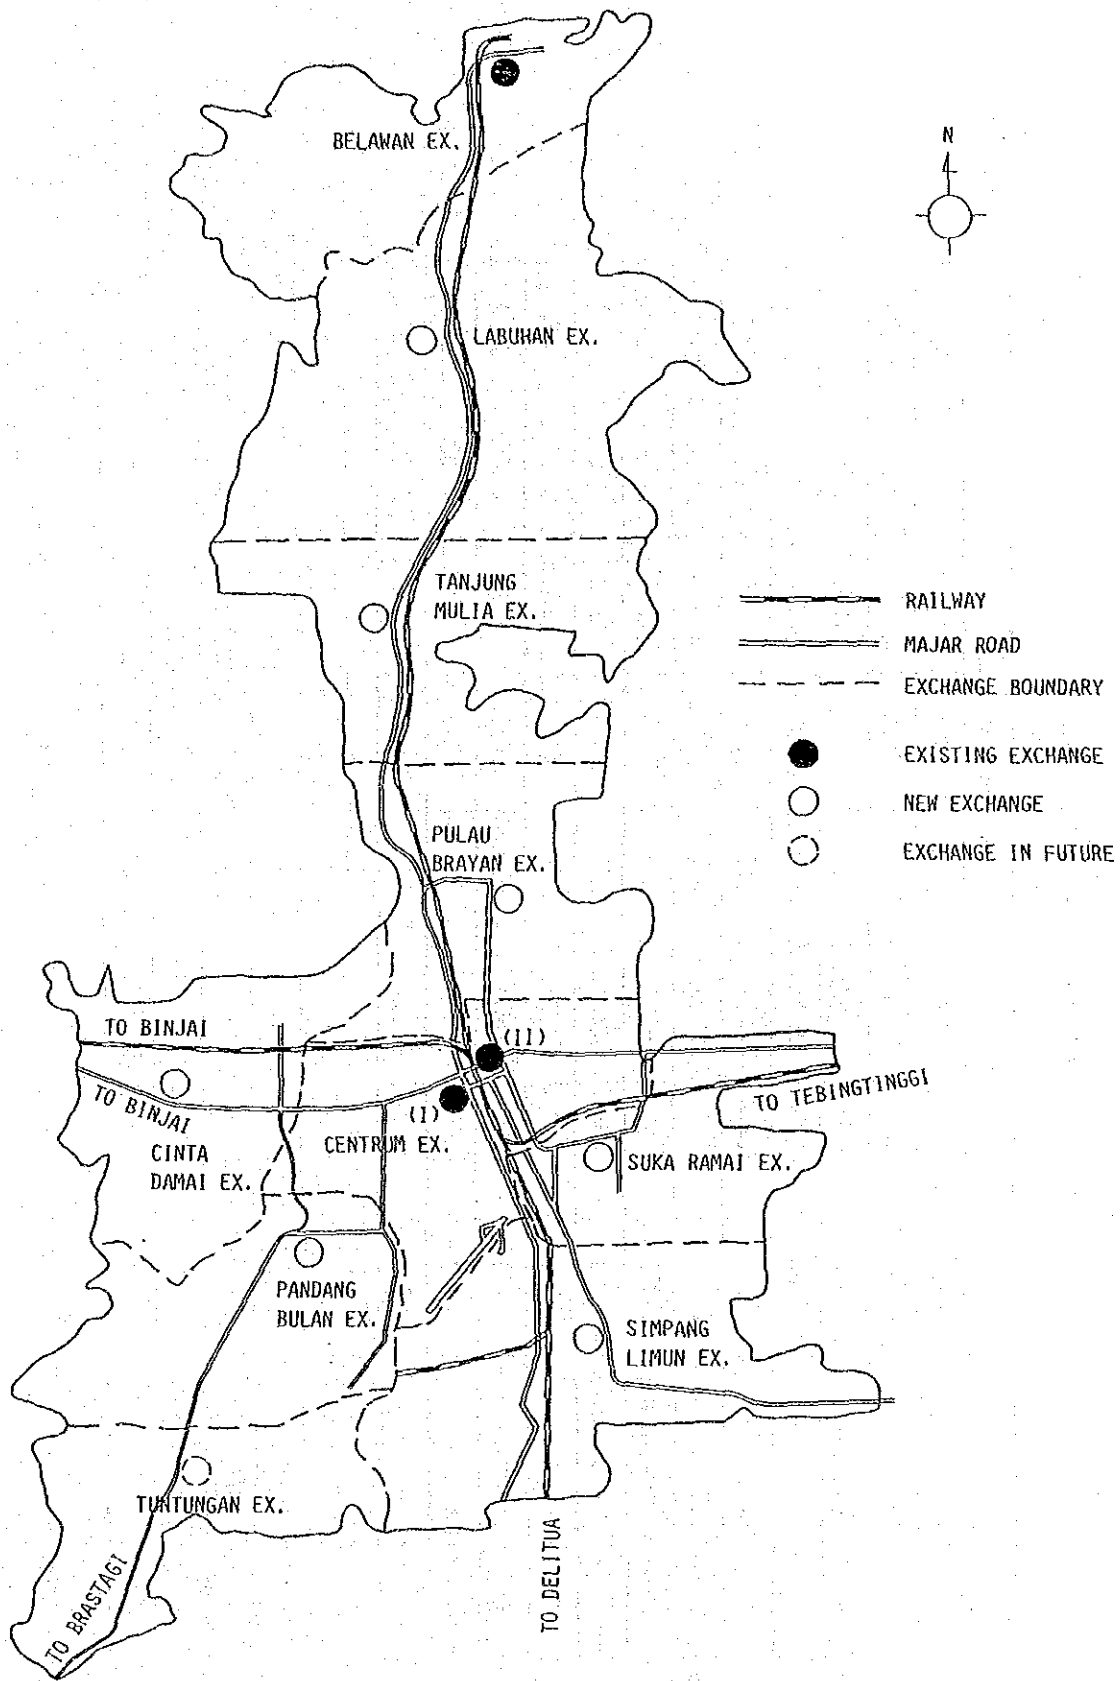 BELAWAN EX.
N
LABUHAN EX.
TANJUNG
MULIA EX.
RAILWAY
MAJAR ROAD
EXCHANGE BOUNDARY
EXISTING EXCHANGE
NEW EXCHANGE
EXCHANGE IN FUTURE
PULAU
BRAYAN EX.
TO BINJAI
(II)
TO BINJAI
(I)
CENTRUM EX.
TO TEBINGTINGGI
CINTA
DAMAI EX.
SUKA RAMAI EX.
PANDANG
BULAN EX.
SIMPANG
LIMUN EX.
TUNTUNGAN EX.
TO BRASTAGI
TO DELITUA